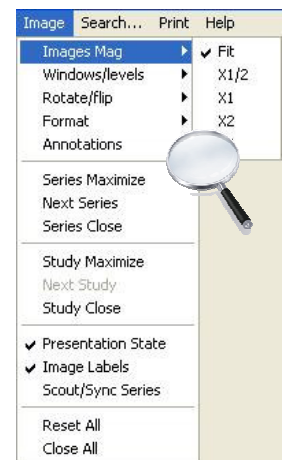 Image Search... Print Help
Images Mag ✓ Fit
Windows/levels X1/2
Rotate/flip X1
Format X2
Annotations
Series Maximize
Next Series
Series Close
Study Maximize
Next Study
Study Close
✓ Presentation State
✓ Image Labels
Scout/Sync Series
Reset All
Close All